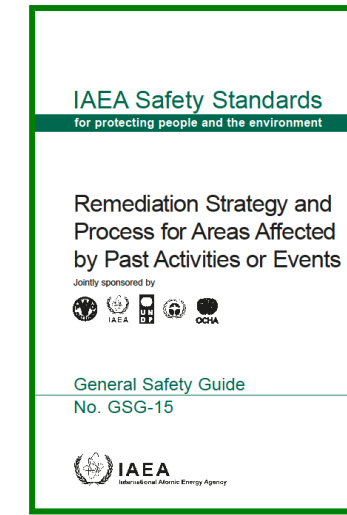 IAEA Safety Standards
for protecting people and the environment
Remediation Strategy and
Process for Areas Affected
by Past Activities or Events
Jointly sponsored by
IAEA
U N
D P
OCHA
General Safety Guide
No. GSG-15
IAEA
International Atomic Energy Agency